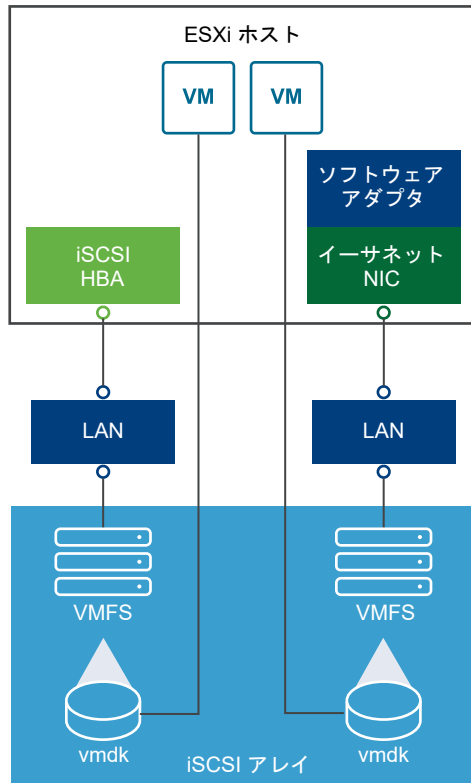 ESXi ホスト
VM
VM
ソフトウェア
アダプタ
iSCSI
HBA
イーサネット
NIC
LAN
LAN
VMFS
VMFS
vmdk
vmdk
iSCSI アレイ